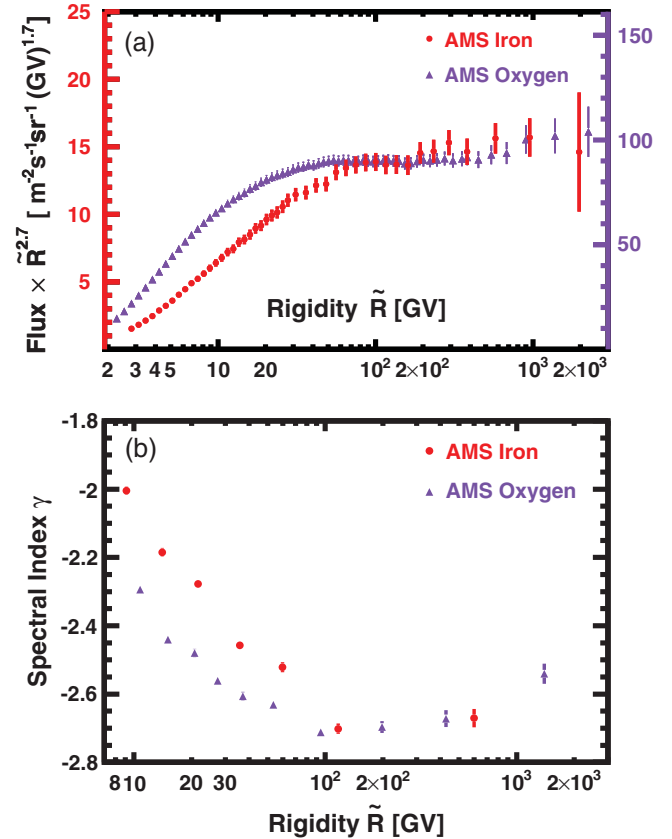 (a)
AMS Iron
AMS Oxygen
Flux × R̃^2.7 [ m^-2s^-1sr^-1 (GV)^1.7]
25
20
15
10
5
150
100
50
Rigidity R̃ [GV]
2 3 4 5 10 20 10^2 2×10^2 10^3 2×10^3
(b)
AMS Iron
AMS Oxygen
Spectral Index γ
-1.8
-2
-2.2
-2.4
-2.6
-2.8
8 10 20 30 10^2 2×10^2 10^3 2×10^3
Rigidity R̃ [GV]